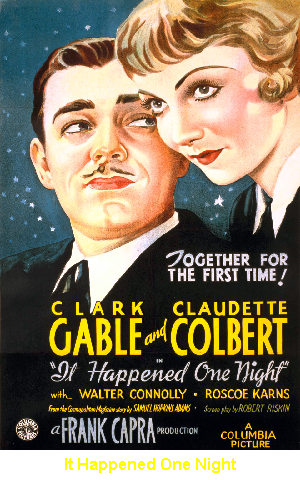 TOGETHER FOR
THE FIRST TIME!
CLARK CLAUDETTE
GABLE and COLBERT
IN
"It Happened One Night"
with WALTER CONNOLLY · ROSCOE KARNS
From the Cosmopolitan Magazine story by SAMUEL HOPKINS ADAMS · Screen play by ROBERT RISKIN
A FRANK CAPRA PRODUCTION
A COLUMBIA
PICTURE
It Happened One Night